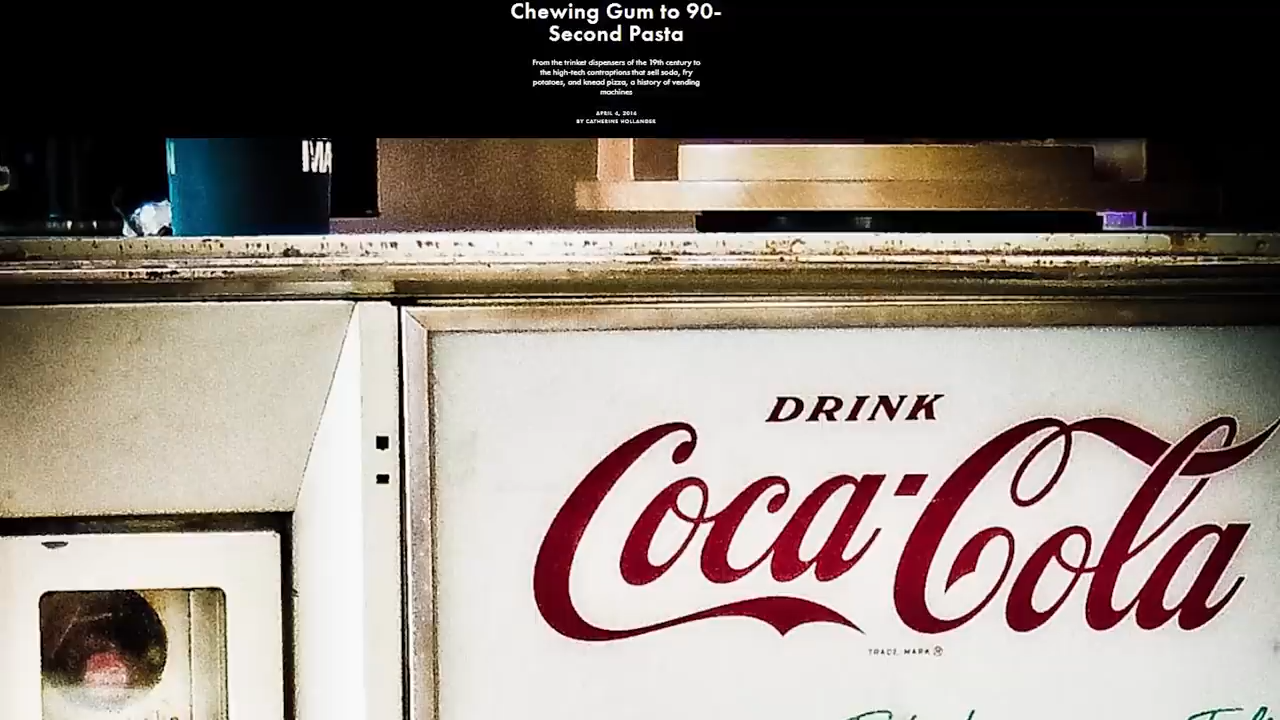 Chewing Gum to 90-
Second Pasta
From the trinket dispensers of the 19th century to
the high-tech contraptions that sell soda, fry
potatoes, and knead pizza, a history of vending
machines
APRIL 4, 2016
BY CATHERINE HOLLANDER
DRINK
Coca-Cola
TRADE MARK ®